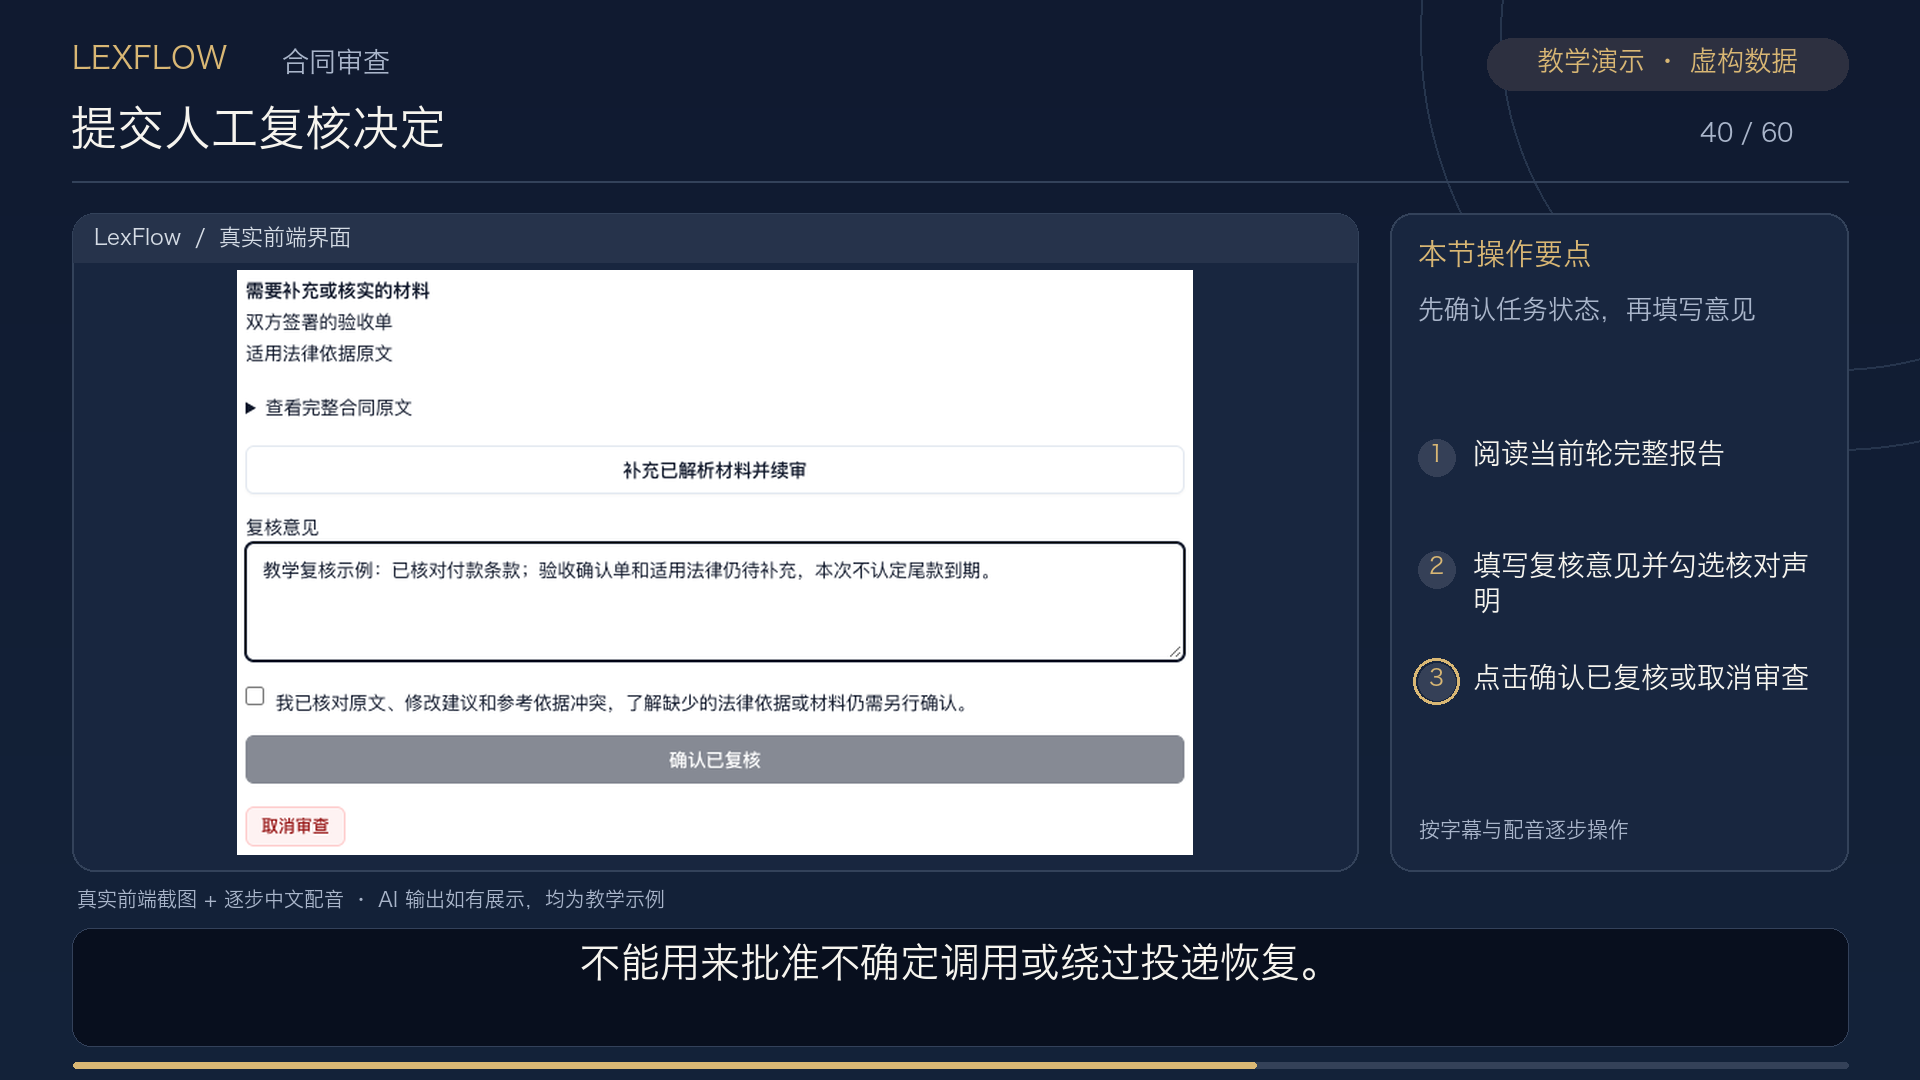 LEXFLOW 合同审查
教学演示 · 虚构数据
提交人工复核决定
40 / 60
LexFlow / 真实前端界面
需要补充或核实的材料
双方签署的验收单
适用法律依据原文
▶ 查看完整合同原文
补充已解析材料并续审
复核意见
教学复核示例：已核对付款条款；验收确认单和适用法律仍待补充，本次不认定尾款到期。
我已核对原文、修改建议和参考依据冲突，了解缺少的法律依据或材料仍需另行确认。
确认已复核
取消审查
本节操作要点
先确认任务状态，再填写意见
1 阅读当前轮完整报告
2 填写复核意见并勾选核对声
明
3 点击确认已复核或取消审查
按字幕与配音逐步操作
真实前端截图 + 逐步中文配音 · AI 输出如有展示，均为教学示例
不能用来批准不确定调用或绕过投递恢复。